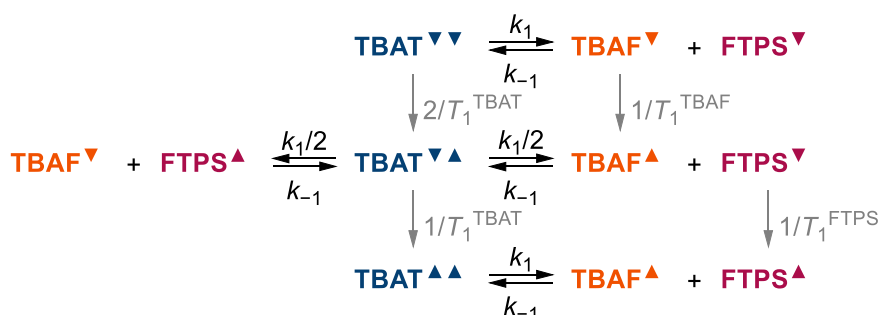 k₁
TBAT▼▼ ⇌ TBAF▼ + FTPS▼
k₋₁
2/T₁ᵀᴮᴬᵀ 1/T₁ᵀᴮᴬꟳ
k₁/2 k₁/2
TBAF▼ + FTPS▲ ⇌ TBAT▼▲ ⇌ TBAF▲ + FTPS▼
k₋₁ k₋₁
1/T₁ᵀᴮᴬᵀ 1/T₁ꟳᵀᴾˢ
k₁
TBAT▲▲ ⇌ TBAF▲ + FTPS▲
k₋₁